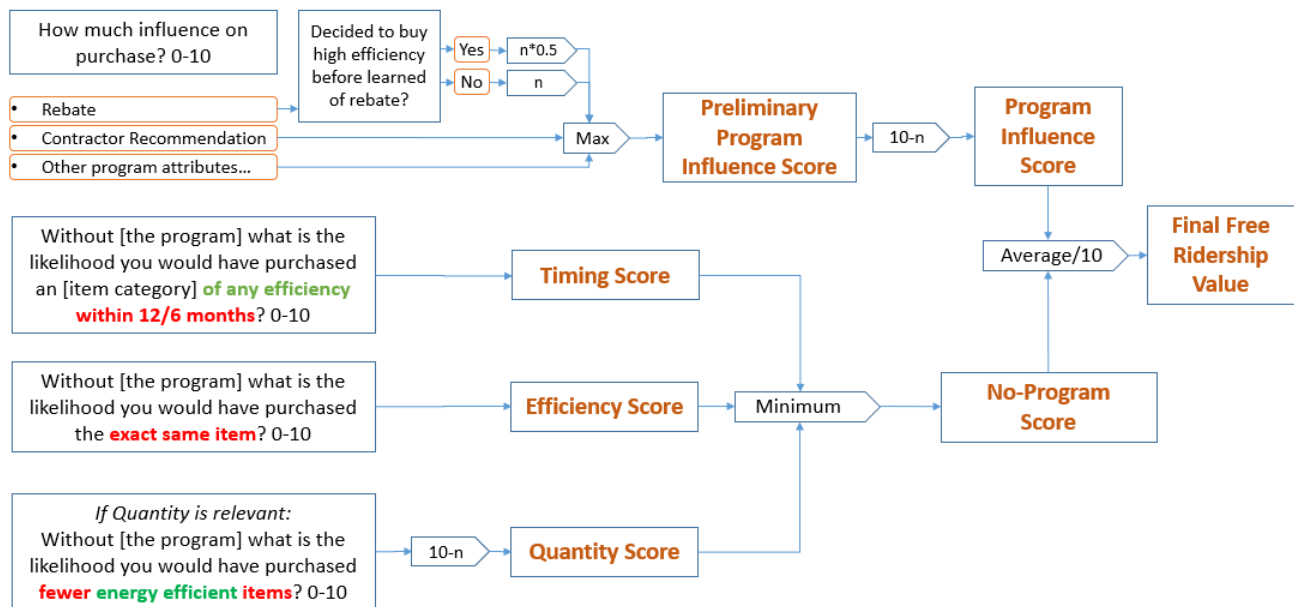 How much influence on
purchase? 0-10
• Rebate
• Contractor Recommendation
• Other program attributes…
Decided to buy
high efficiency
before learned
of rebate?
Yes
n*0.5
No
n
Max
Preliminary
Program
Influence Score
10-n
Program
Influence
Score
Without [the program] what is the
likelihood you would have purchased
an [item category] of any efficiency
within 12/6 months? 0-10
Timing Score
Average/10
Final Free
Ridership
Value
Without [the program] what is the
likelihood you would have purchased
the exact same item? 0-10
Efficiency Score
Minimum
No-Program
Score
If Quantity is relevant:
Without [the program] what is the
likelihood you would have purchased
fewer energy efficient items? 0-10
10-n
Quantity Score